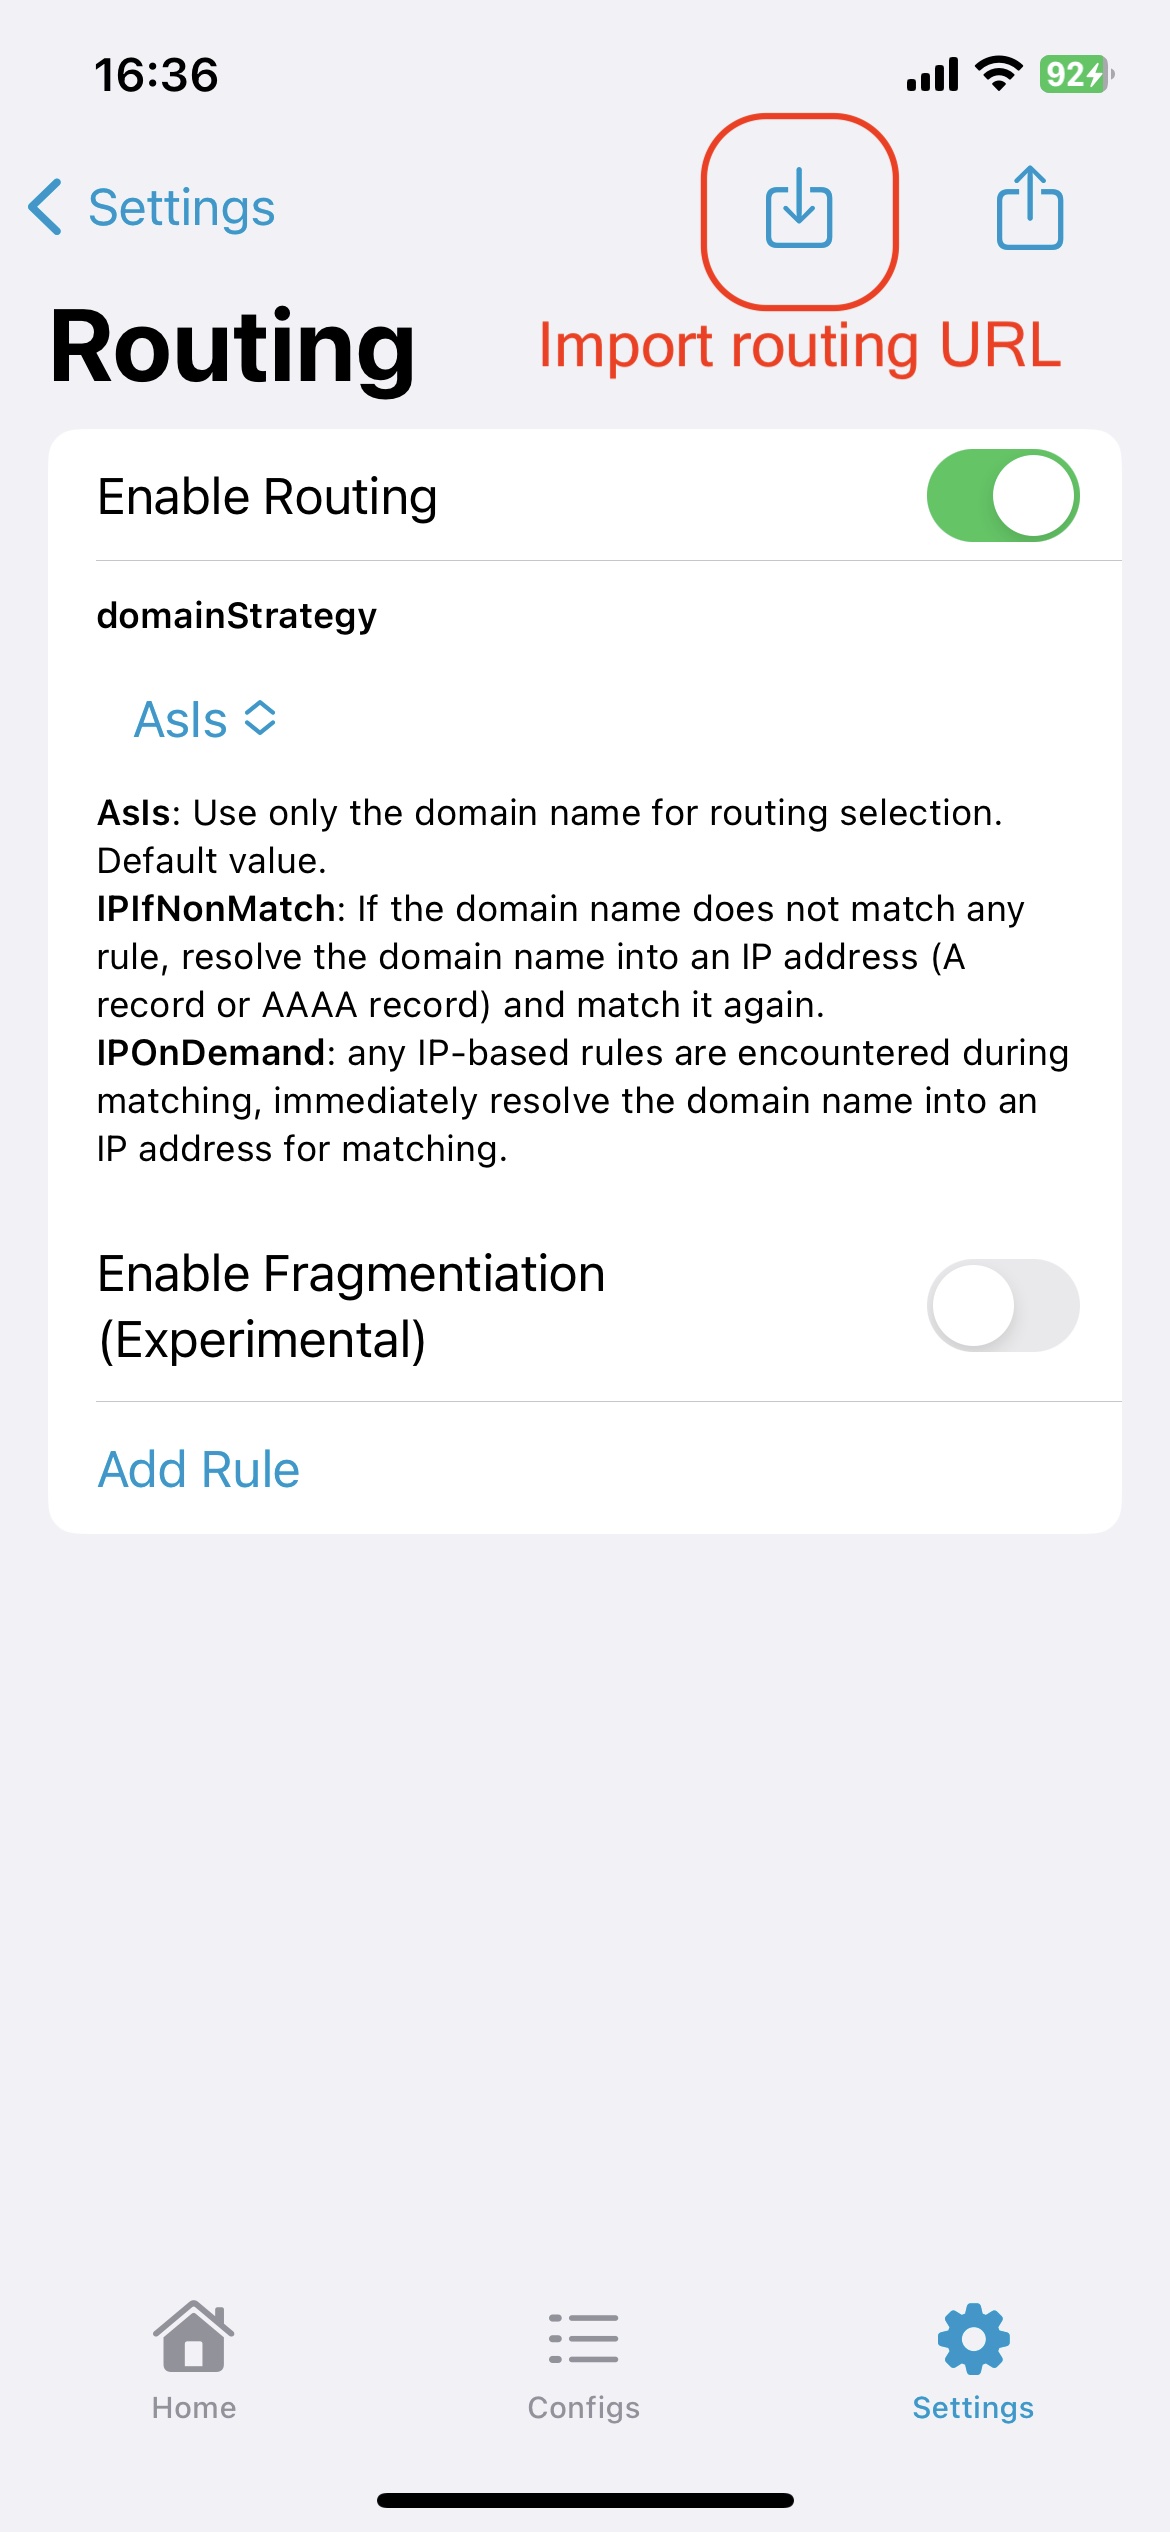 16:36
92
Settings
Routing
Import routing URL
Enable Routing
domainStrategy
AsIs
AsIs: Use only the domain name for routing selection.
Default value.
IPIfNonMatch: If the domain name does not match any
rule, resolve the domain name into an IP address (A
record or AAAA record) and match it again.
IPOnDemand: any IP-based rules are encountered during
matching, immediately resolve the domain name into an
IP address for matching.
Enable Fragmentiation
(Experimental)
Add Rule
Home
Configs
Settings